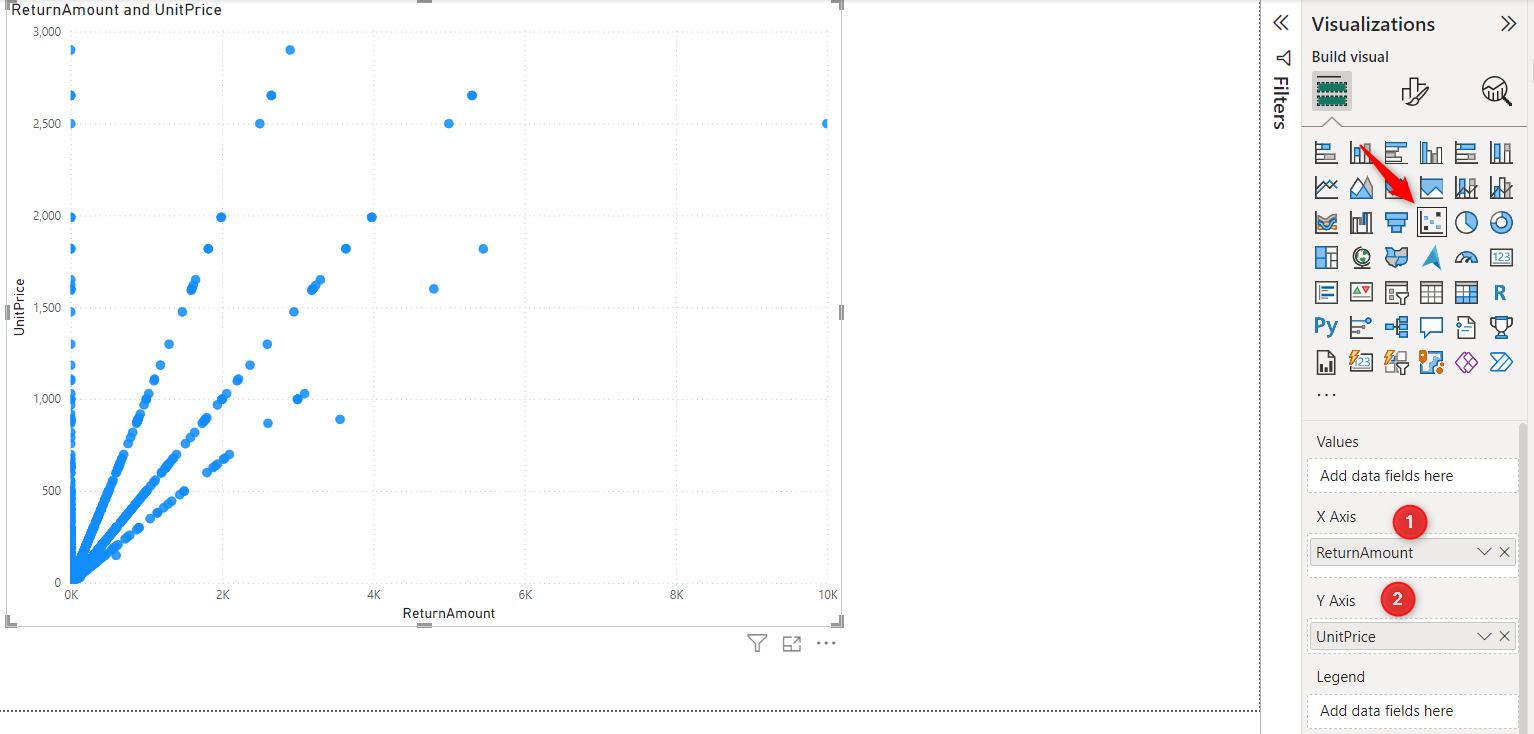 ReturnAmount and UnitPrice
3,000
2,500
2,000
1,500
1,000
500
0
UnitPrice
0K 2K 4K 6K 8K 10K
ReturnAmount
Filters
Visualizations
Build visual
123
R
Py
123
Values
Add data fields here
X Axis
1
ReturnAmount
Y Axis
2
UnitPrice
Legend
Add data fields here